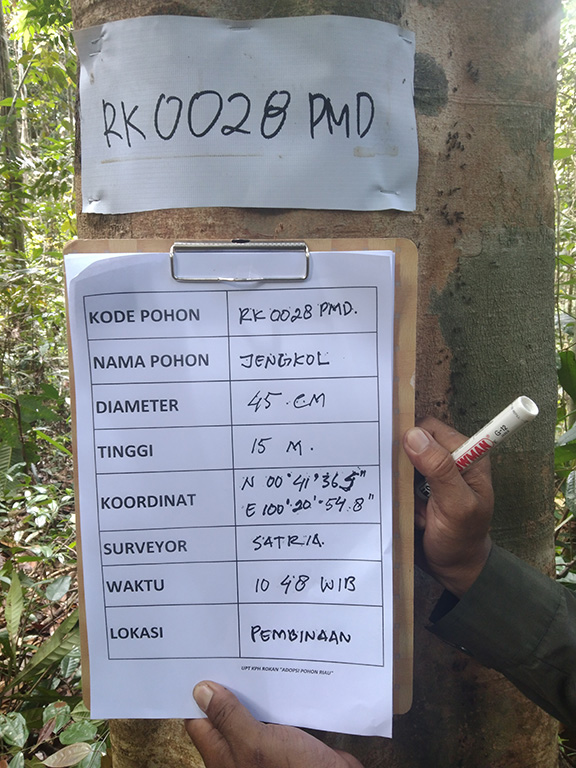 RK0028 PMD
KODE POHON RK 0028 PMD.
NAMA POHON JENGKOL
DIAMETER 45 CM
TINGGI 15 M.
KOORDINAT N 00° 41' 36.5"
E 100° 20' 54.8"
SURVEYOR SATRIA.
WAKTU 10 48 WIB
LOKASI PEMBINAAN
UPT KPH ROKAN "ADOPSI POHON RIAU"
SNOWMAN G-12